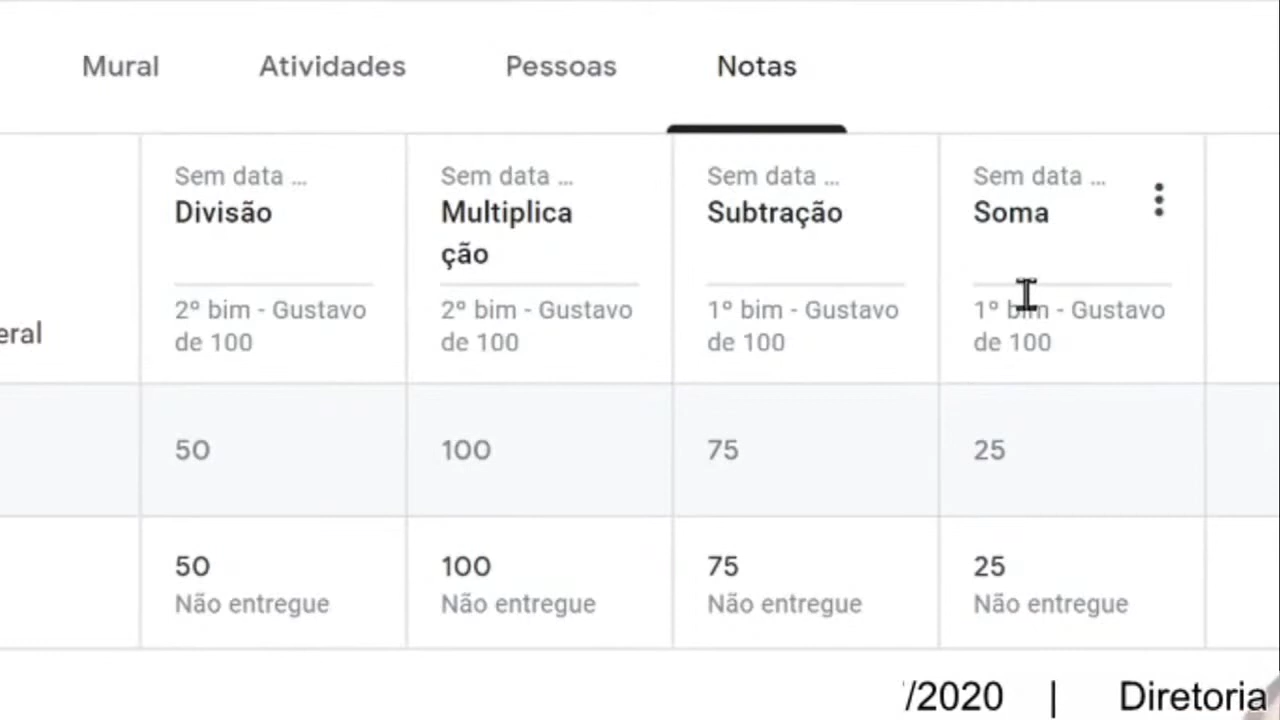 Mural Atividades Pessoas Notas
Sem data … Sem data … Sem data … Sem data …
Divisão Multiplica Subtração Soma
ção
2º bim - Gustavo 2º bim - Gustavo 1º bim - Gustavo 1º bim - Gustavo
eral de 100 de 100 de 100 de 100
50 100 75 25
50 100 75 25
Não entregue Não entregue Não entregue Não entregue
/2020 | Diretoria